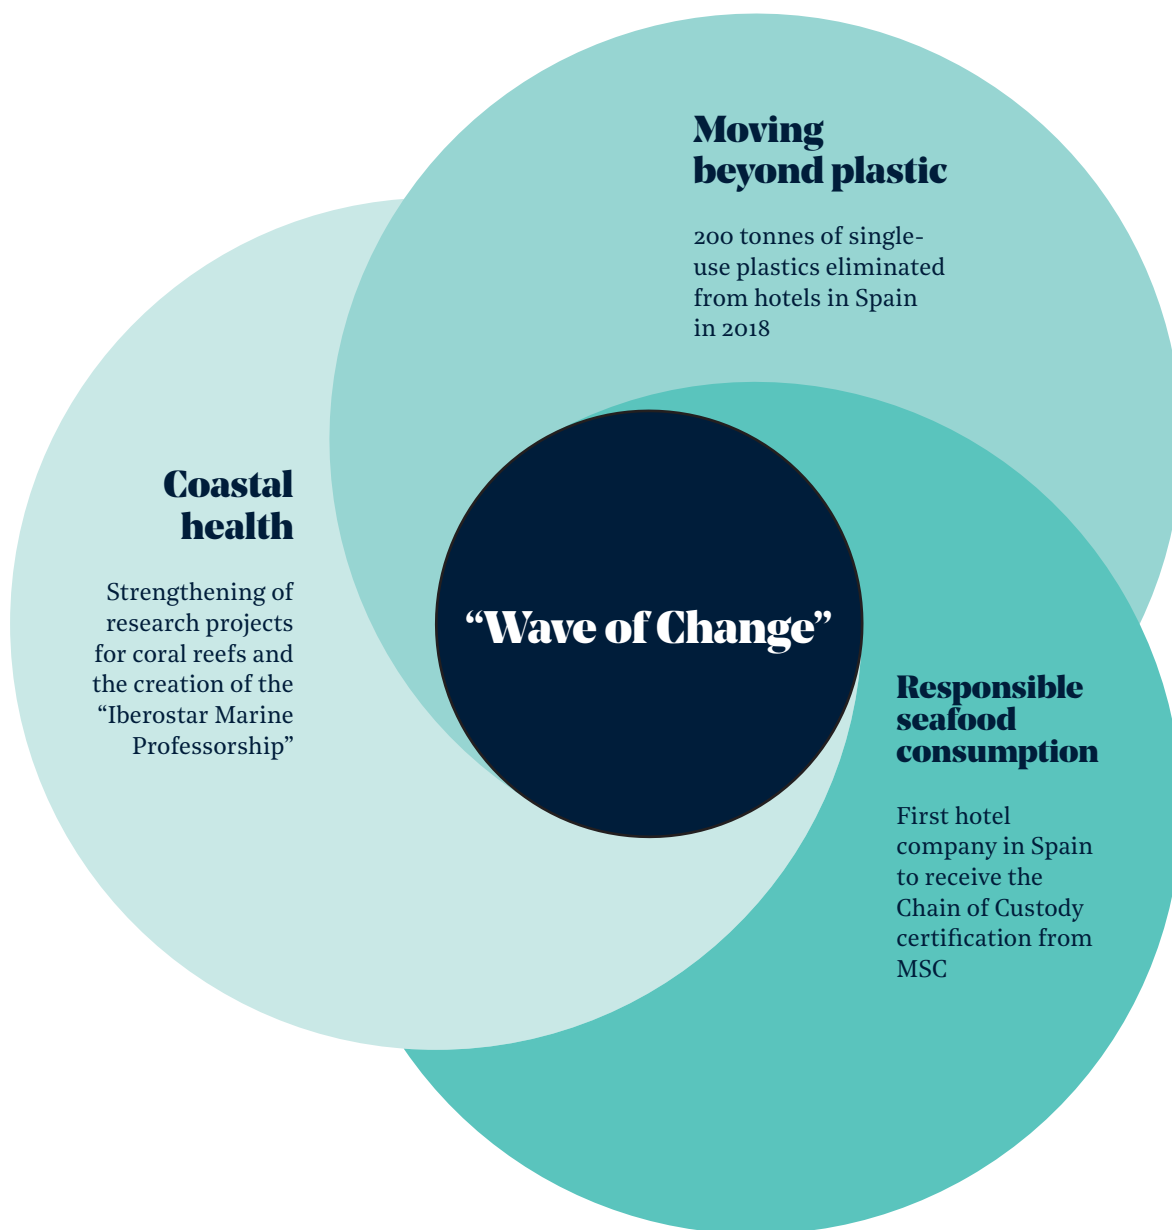 Moving
beyond plastic
200 tonnes of single-
use plastics eliminated
from hotels in Spain
in 2018
Coastal
health
Strengthening of
research projects
for coral reefs and
the creation of the
“Iberostar Marine
Professorship”
“Wave of Change”
Responsible
seafood
consumption
First hotel
company in Spain
to receive the
Chain of Custody
certification from
MSC